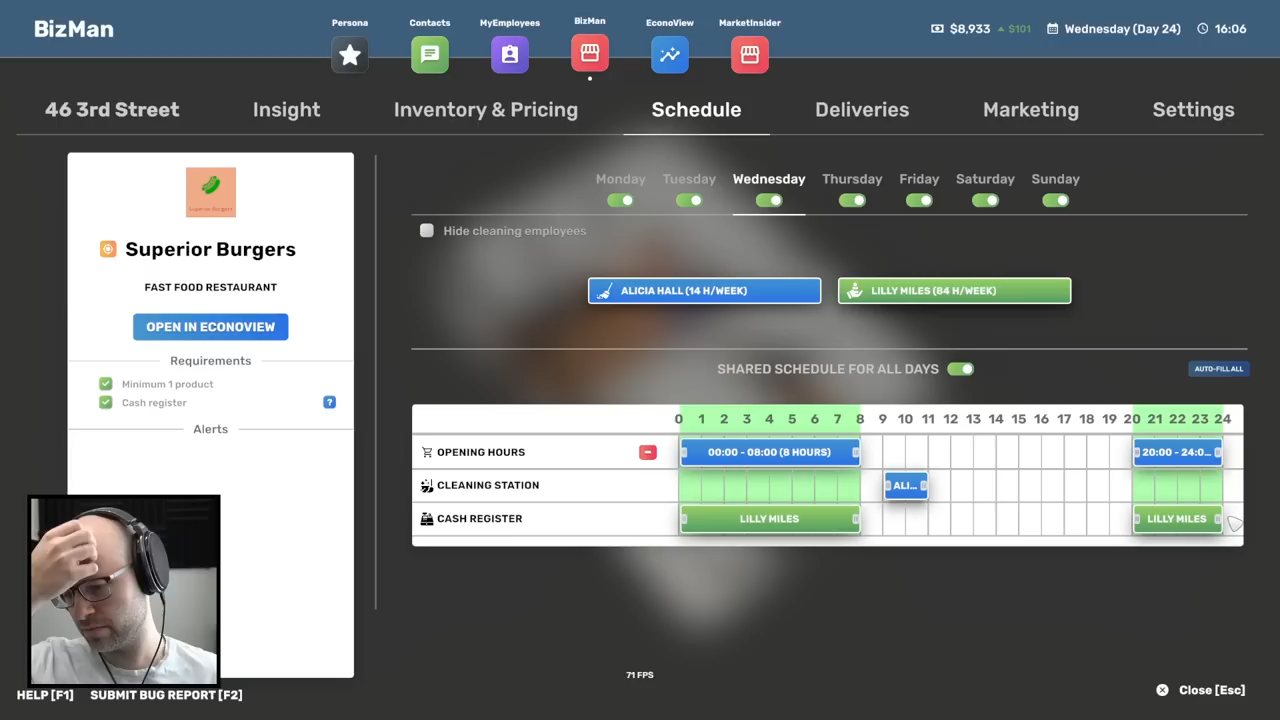 BizMan
Persona
Contacts
MyEmployees
BizMan
EconoView
MarketInsider
$8,933 $101
Wednesday (Day 24)
16:06
46 3rd Street
Insight
Inventory & Pricing
Schedule
Deliveries
Marketing
Settings
Superior Burgers
Superior Burgers
FAST FOOD RESTAURANT
OPEN IN ECONOVIEW
Requirements
Minimum 1 product
Cash register
?
Alerts
Monday Tuesday Wednesday Thursday Friday Saturday Sunday
Hide cleaning employees
ALICIA HALL (14 H/WEEK)
LILLY MILES (84 H/WEEK)
SHARED SCHEDULE FOR ALL DAYS
AUTO-FILL ALL
0 1 2 3 4 5 6 7 8 9 10 11 12 13 14 15 16 17 18 19 20 21 22 23 24
OPENING HOURS
00:00 - 08:00 (8 HOURS)
20:00 - 24:0...
CLEANING STATION
ALI...
CASH REGISTER
LILLY MILES
LILLY MILES
71 FPS
HELP [F1]
SUBMIT BUG REPORT [F2]
Close [Esc]